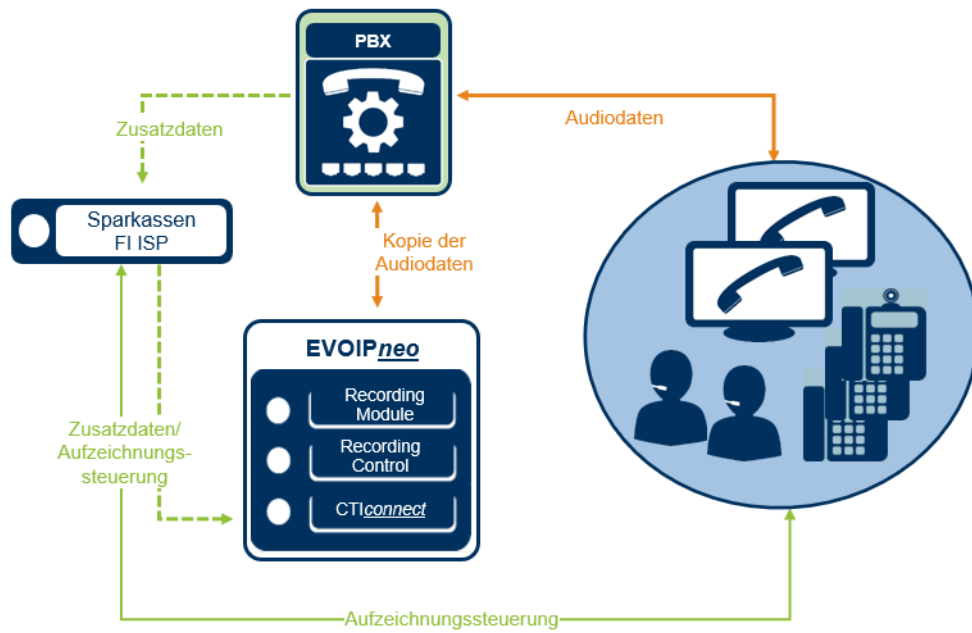 PBX
Zusatzdaten
Audiodaten
Sparkassen
FI ISP
Kopie der
Audiodaten
EVOIPneo
Recording
Module
Recording
Control
CTIconnect
Zusatzdaten/
Aufzeichnungs-
steuerung
Aufzeichnungssteuerung